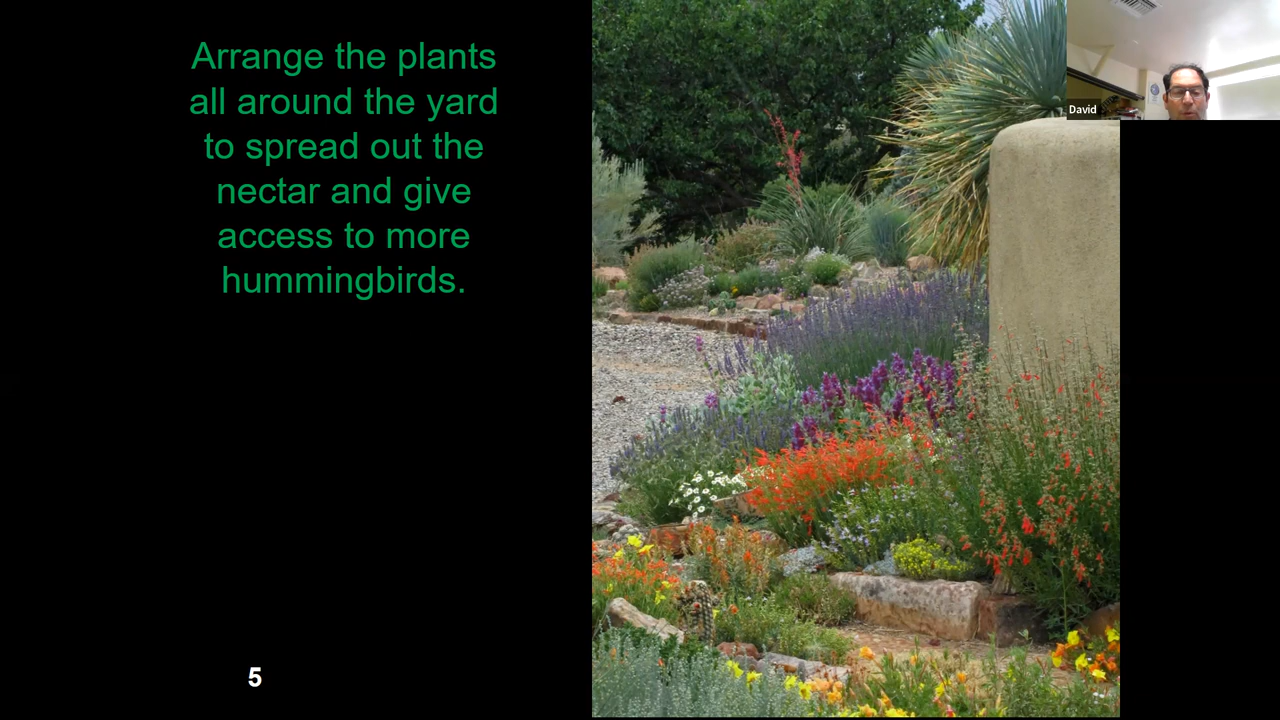 Arrange the plants
all around the yard
to spread out the
nectar and give
access to more
hummingbirds.
David
5